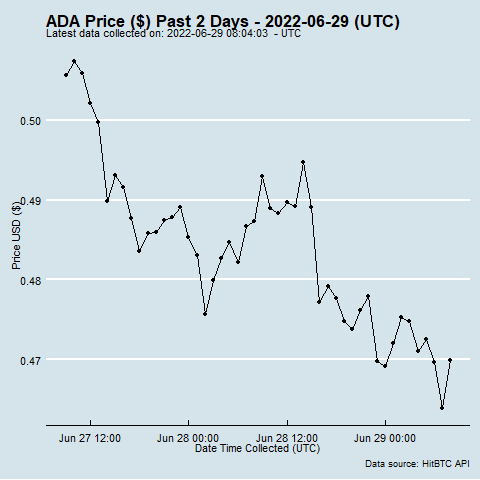 ADA Price ($) Past 2 Days - 2022-06-29 (UTC)
Latest data collected on: 2022-06-29 08:04:03 - UTC
Price USD ($)
0.50
0.49
0.48
0.47
Jun 27 12:00
Jun 28 00:00
Jun 28 12:00
Jun 29 00:00
Date Time Collected (UTC)
Data source: HitBTC API